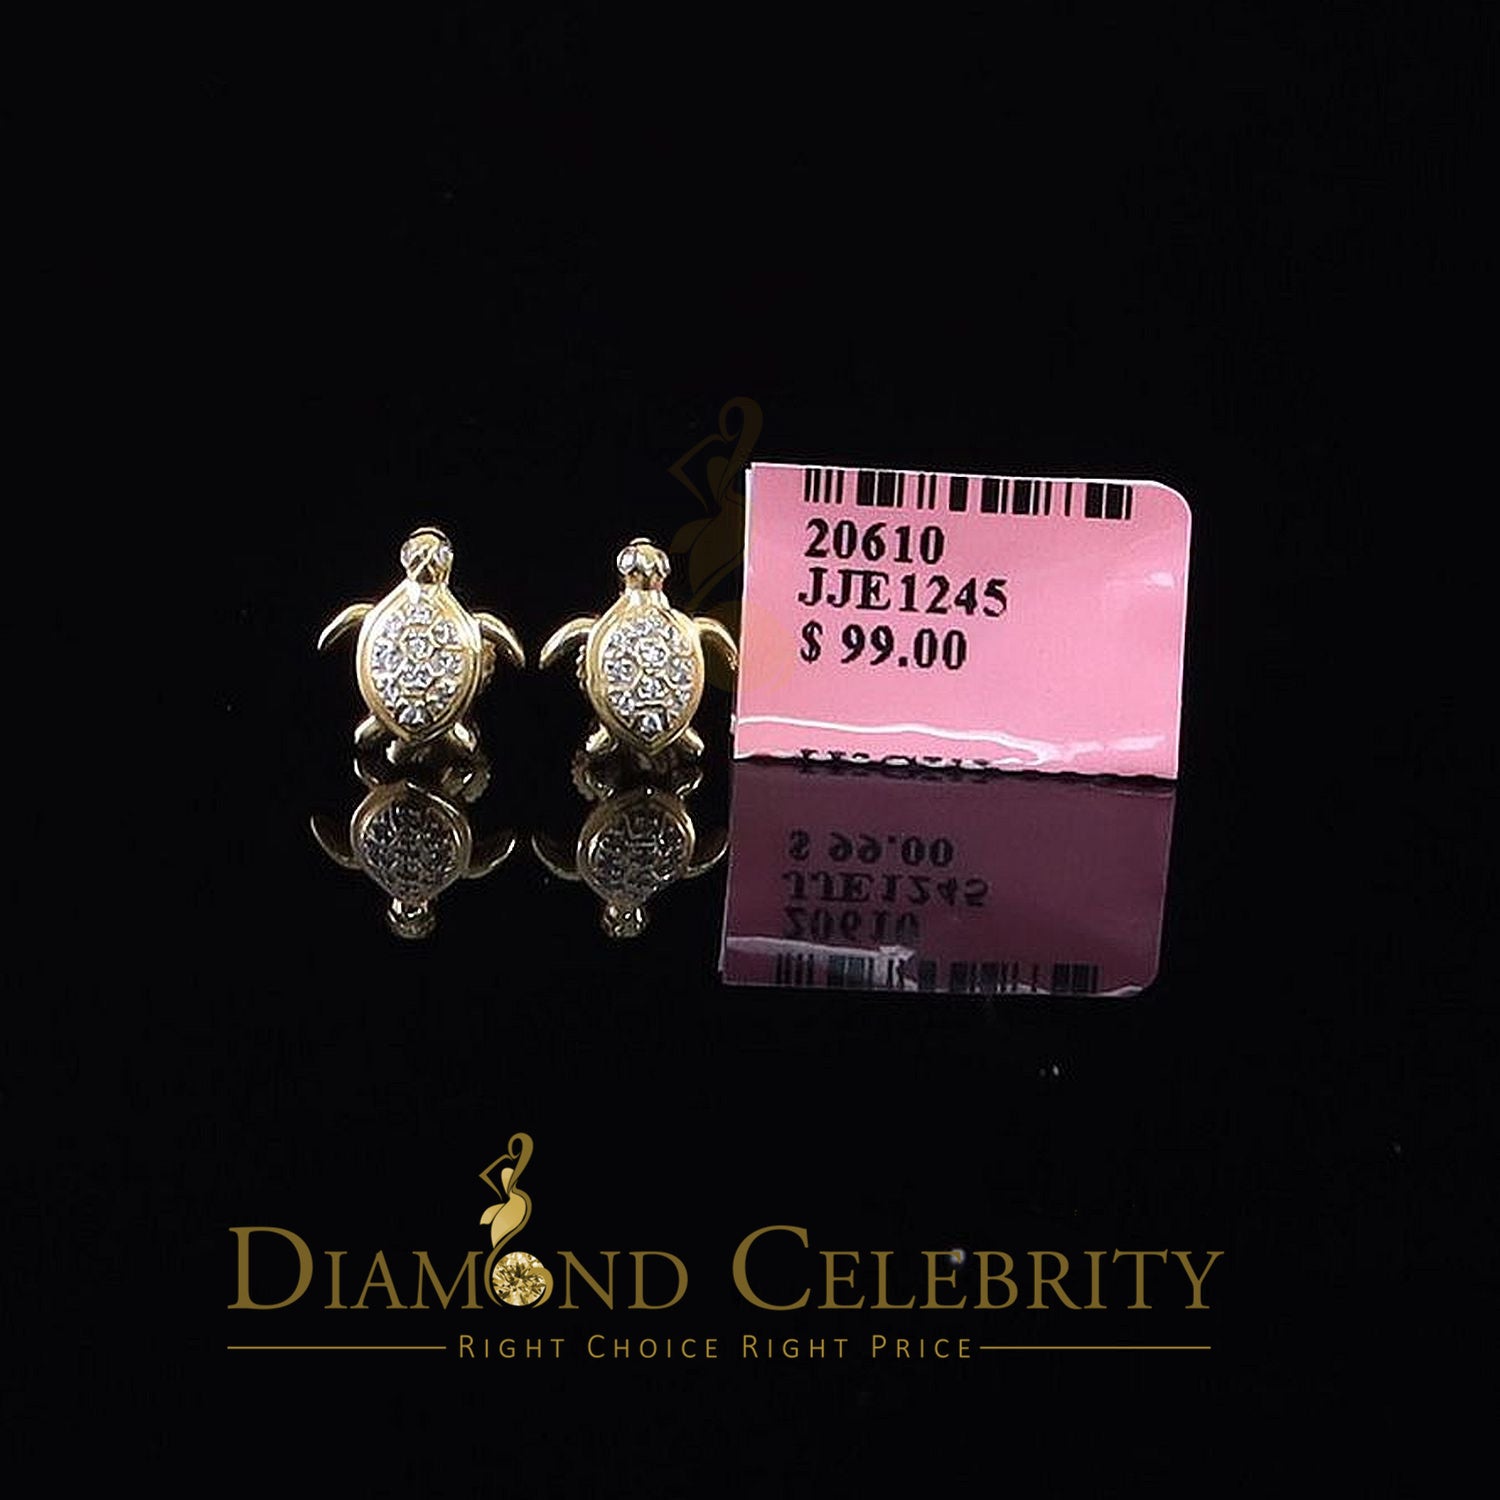 20610
JJE1245
$ 99.00
DIAMOND CELEBRITY
RIGHT CHOICE RIGHT PRICE